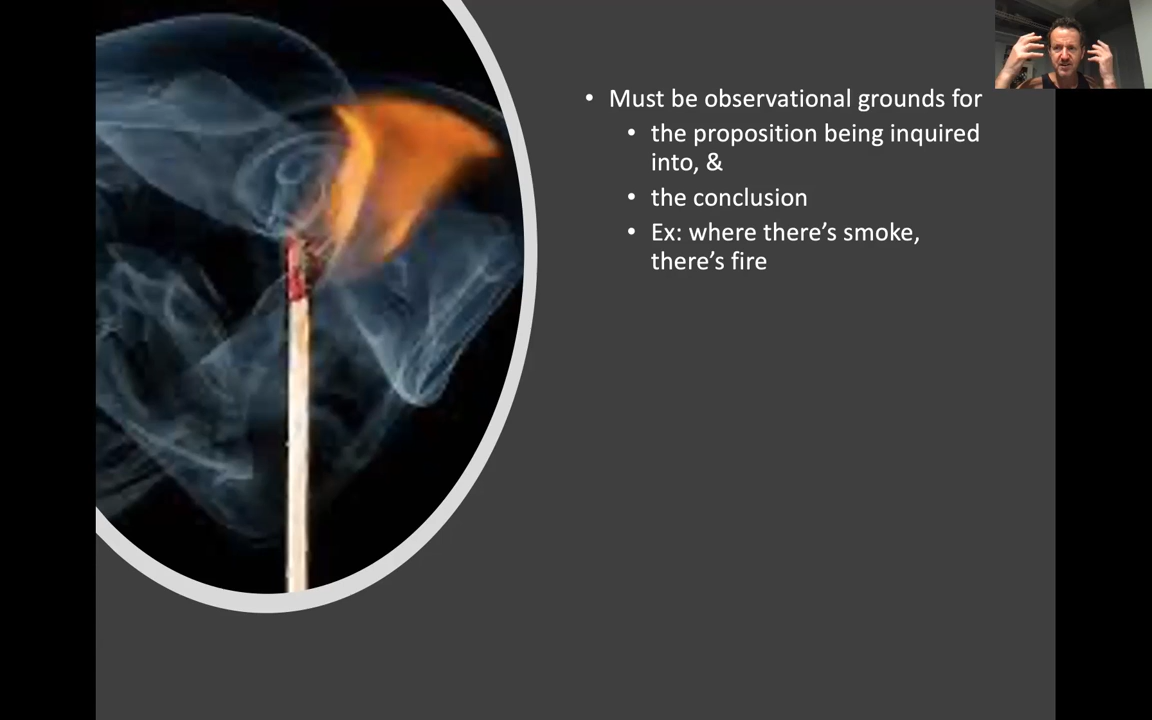 • Must be observational grounds for
• the proposition being inquired
into, &
• the conclusion
• Ex: where there’s smoke,
there’s fire